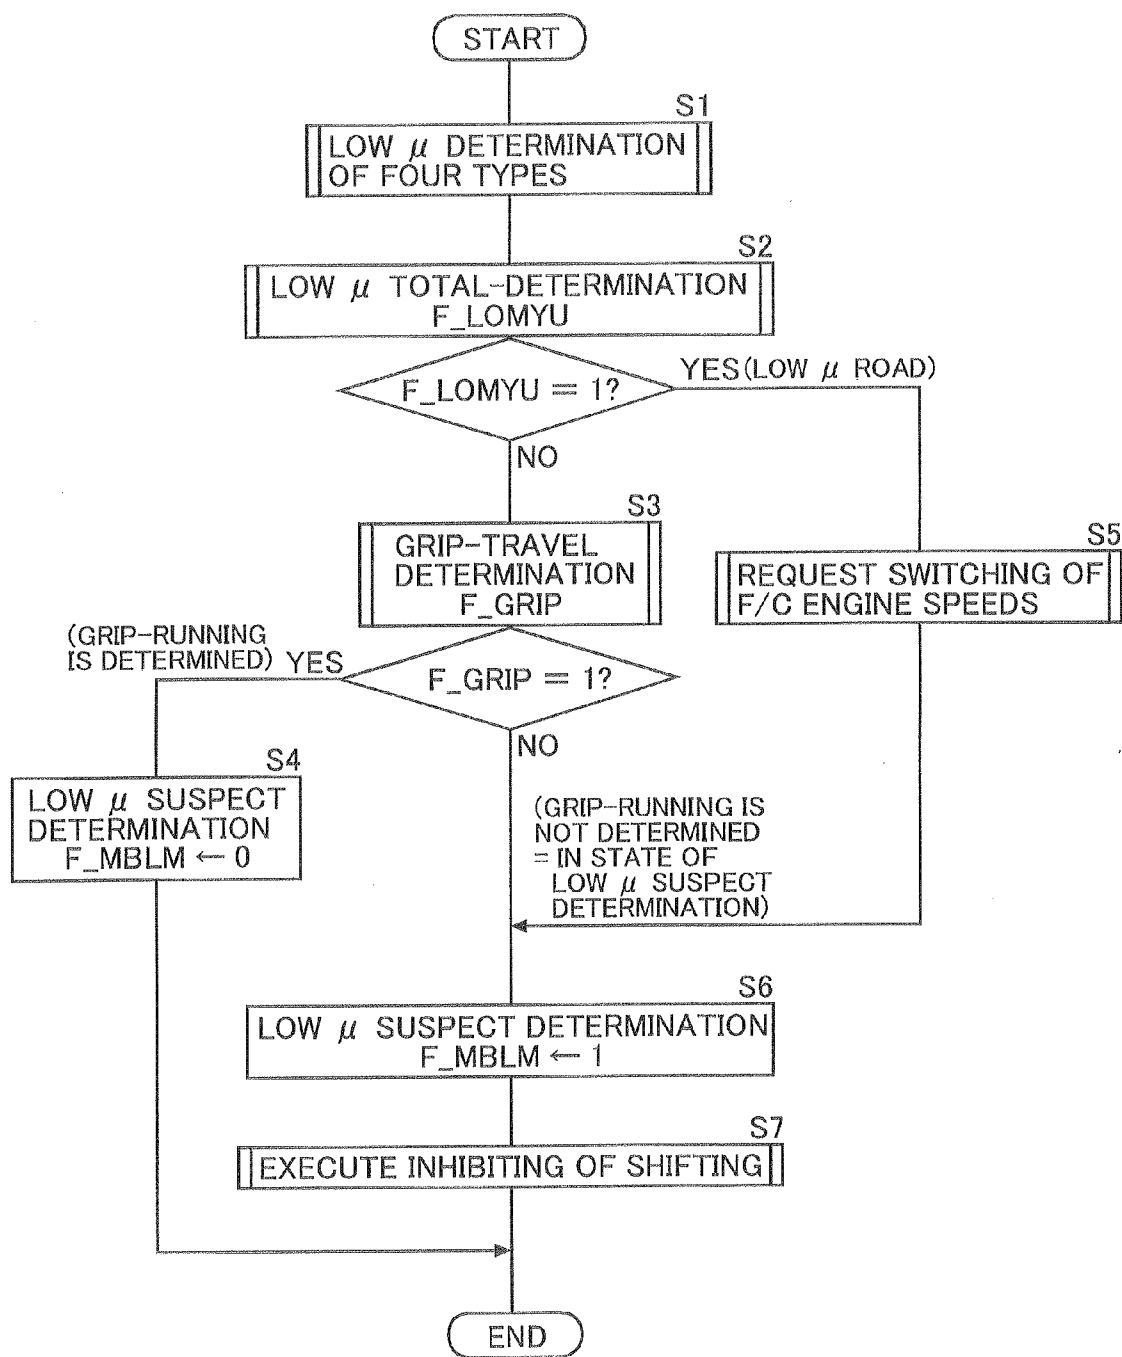 START
S1
LOW μ DETERMINATION
OF FOUR TYPES
S2
LOW μ TOTAL-DETERMINATION
F_LOMYU
F_LOMYU = 1?
YES(LOW μ ROAD)
NO
S3
GRIP-TRAVEL
DETERMINATION
F_GRIP
S5
REQUEST SWITCHING OF
F/C ENGINE SPEEDS
(GRIP-RUNNING
IS DETERMINED) YES
F_GRIP = 1?
NO
S4
LOW μ SUSPECT
DETERMINATION
F_MBLM ← 0
(GRIP-RUNNING IS
NOT DETERMINED
= IN STATE OF
LOW μ SUSPECT
DETERMINATION)
S6
LOW μ SUSPECT DETERMINATION
F_MBLM ← 1
S7
EXECUTE INHIBITING OF SHIFTING
END